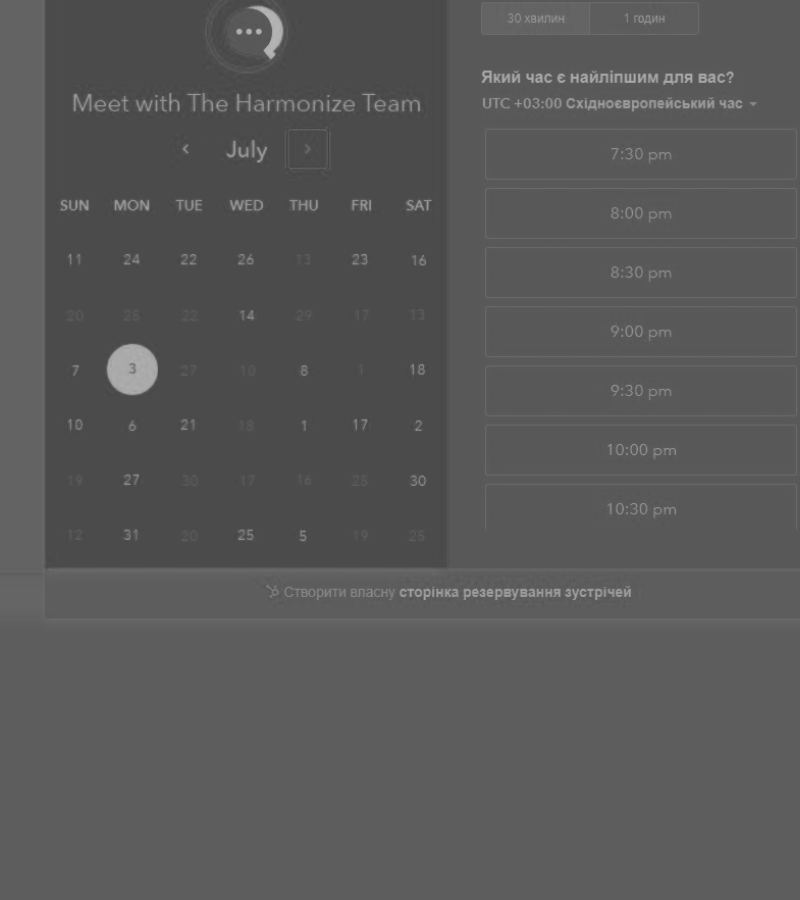 30 хвилин 1 годин
Який час є найліпшим для вас?
UTC +03:00 Східноєвропейський час
Meet with The Harmonize Team
July
SUN MON TUE WED THU FRI SAT
11 24 22 26 13 23 16
20 28 22 14 29 17 13
7 3 27 10 8 1 18
10 6 21 18 1 17 2
19 27 30 17 16 25 30
12 31 20 25 5 19
7:30 pm
8:00 pm
8:30 pm
9:00 pm
9:30 pm
10:00 pm
10:30 pm
Створити власну сторінка резервування зустрічей